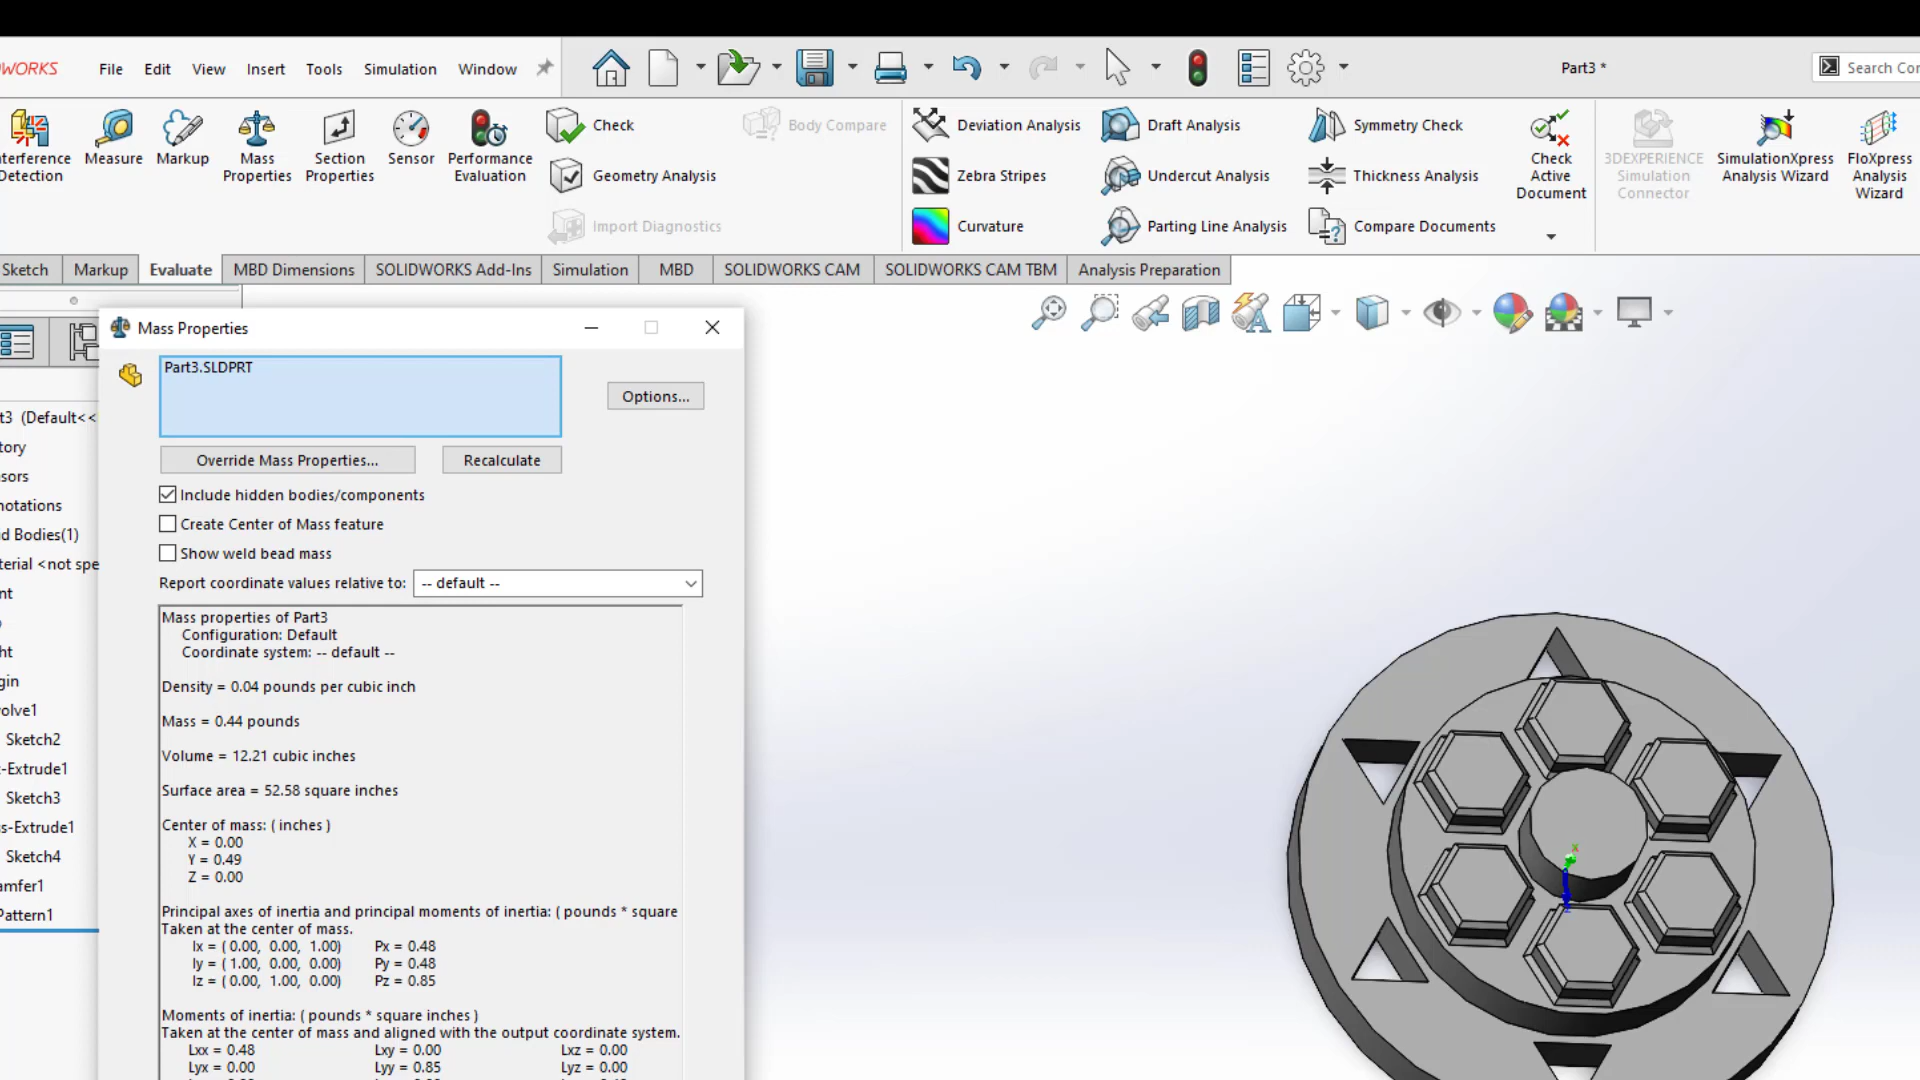 WORKS File Edit View Insert Tools Simulation Window Part3 * Search Cor
nterference Detection
Measure
Markup
Mass Properties
Section Properties
Sensor
Performance Evaluation
Check
Geometry Analysis
Import Diagnostics
Body Compare
Deviation Analysis
Zebra Stripes
Curvature
Draft Analysis
Undercut Analysis
Parting Line Analysis
Symmetry Check
Thickness Analysis
Compare Documents
Check Active Document
3DEXPERIENCE Simulation Connector
SimulationXpress Analysis Wizard
FloXpress Analysis Wizard
Sketch Markup Evaluate MBD Dimensions SOLIDWORKS Add-Ins Simulation MBD SOLIDWORKS CAM SOLIDWORKS CAM TBM Analysis Preparation
t3 (Default<<
tory
sors
notations
id Bodies(1)
terial <not spe
nt
ht
gin
volve1
Sketch2
t-Extrude1
Sketch3
s-Extrude1
Sketch4
amfer1
Pattern1
Mass Properties
Part3.SLDPRT
Options...
Override Mass Properties...
Recalculate
Include hidden bodies/components
Create Center of Mass feature
Show weld bead mass
Report coordinate values relative to: -- default --
Mass properties of Part3
Configuration: Default
Coordinate system: -- default --
Density = 0.04 pounds per cubic inch
Mass = 0.44 pounds
Volume = 12.21 cubic inches
Surface area = 52.58 square inches
Center of mass: ( inches )
X = 0.00
Y = 0.49
Z = 0.00
Principal axes of inertia and principal moments of inertia: ( pounds * square
Taken at the center of mass.
Ix = ( 0.00, 0.00, 1.00) Px = 0.48
Iy = ( 1.00, 0.00, 0.00) Py = 0.48
Iz = ( 0.00, 1.00, 0.00) Pz = 0.85
Moments of inertia: ( pounds * square inches )
Taken at the center of mass and aligned with the output coordinate system.
Lxx = 0.48 Lxy = 0.00 Lxz = 0.00
Lyx = 0.00 Lyy = 0.85 Lyz = 0.00